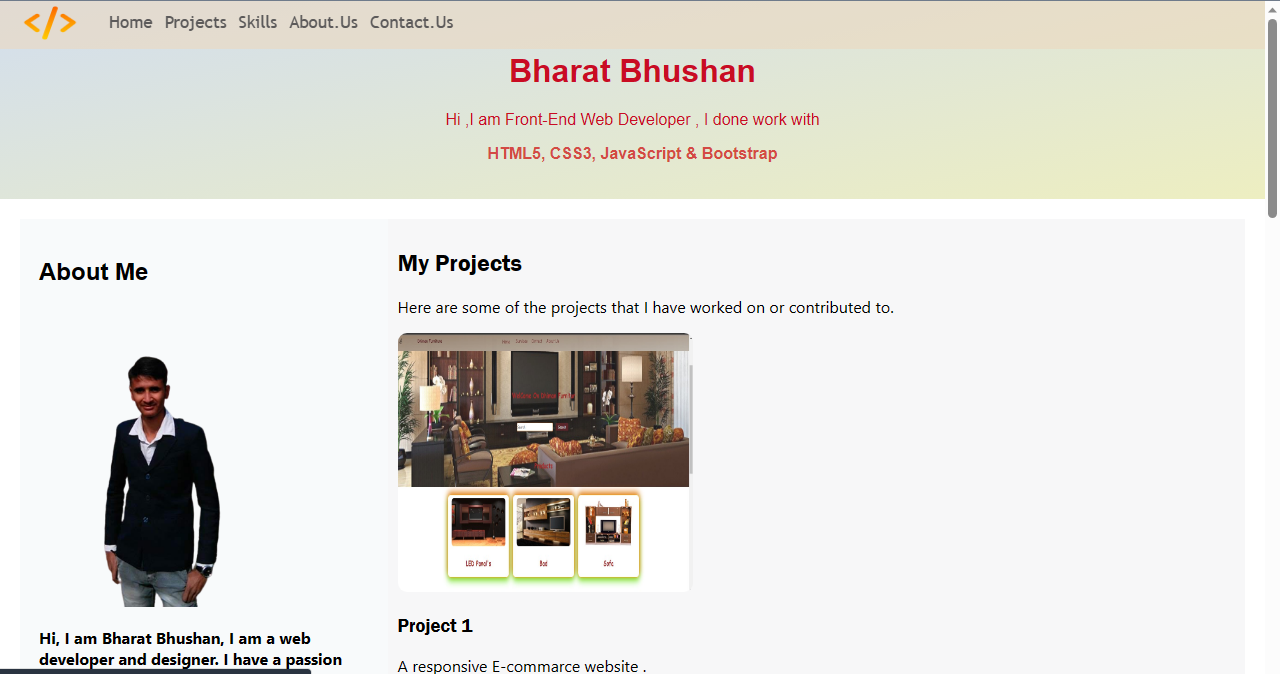 </>
Home Projects Skills About.Us Contact.Us
Bharat Bhushan
Hi ,I am Front-End Web Developer , I done work with
HTML5, CSS3, JavaScript & Bootstrap
About Me
Hi, I am Bharat Bhushan, I am a web
developer and designer. I have a passion
My Projects
Here are some of the projects that I have worked on or contributed to.
LED Panel's Bed Sofa
Project 1
A responsive E-commarce website .